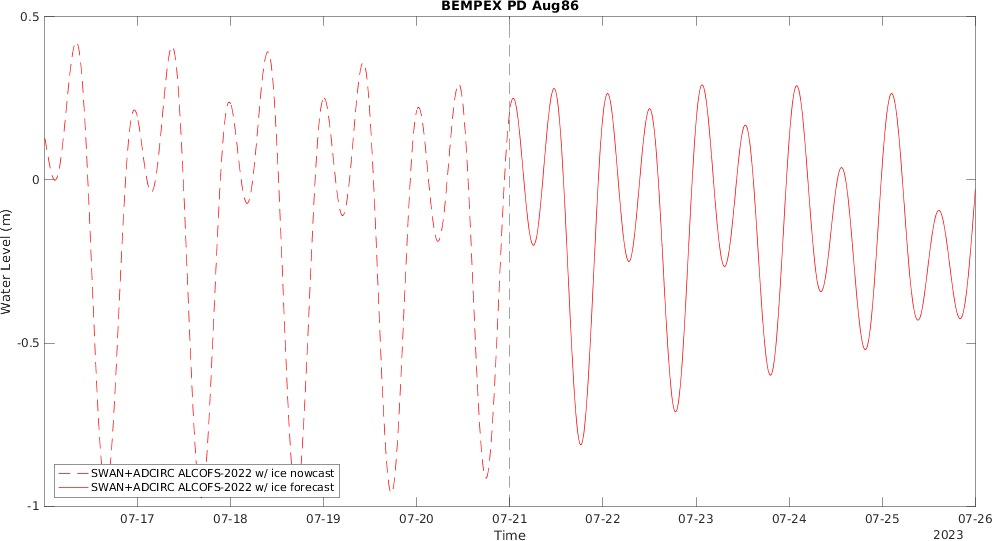 BEMPEX PD Aug86
0.5
0
-0.5
-1
Water Level (m)
SWAN+ADCIRC ALCOFS-2022 w/ ice nowcast
SWAN+ADCIRC ALCOFS-2022 w/ ice forecast
07-17 07-18 07-19 07-20 07-21 07-22 07-23 07-24 07-25 07-26
Time
2023